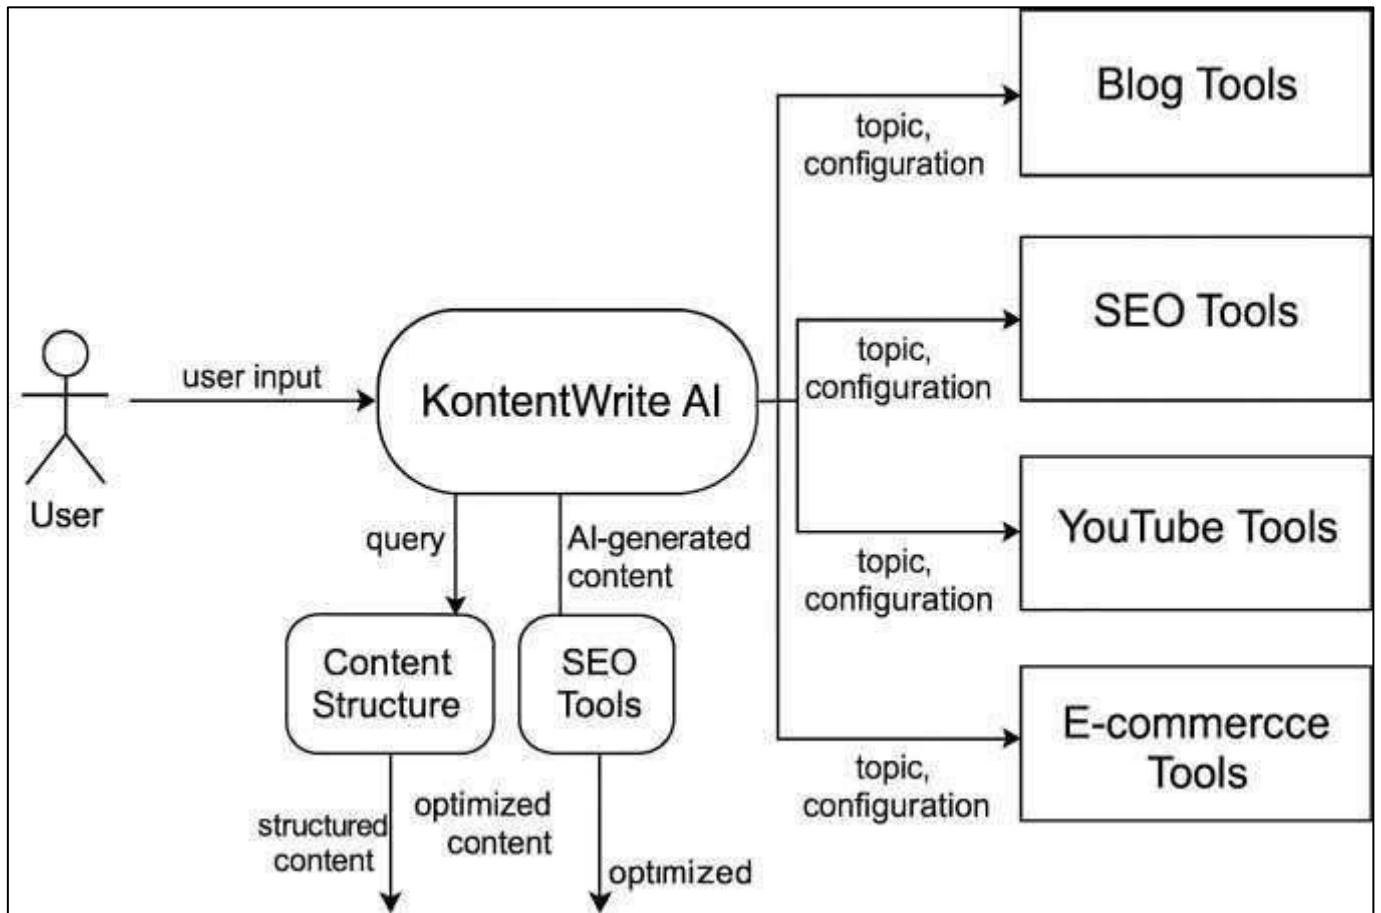 Blog Tools
topic,
configuration
SEO Tools
topic,
configuration
user input
KontentWrite AI
User
YouTube Tools
topic,
configuration
query
AI-generated
content
Content
Structure
SEO
Tools
E-commercce
Tools
topic,
configuration
structured
content
optimized
content
optimized